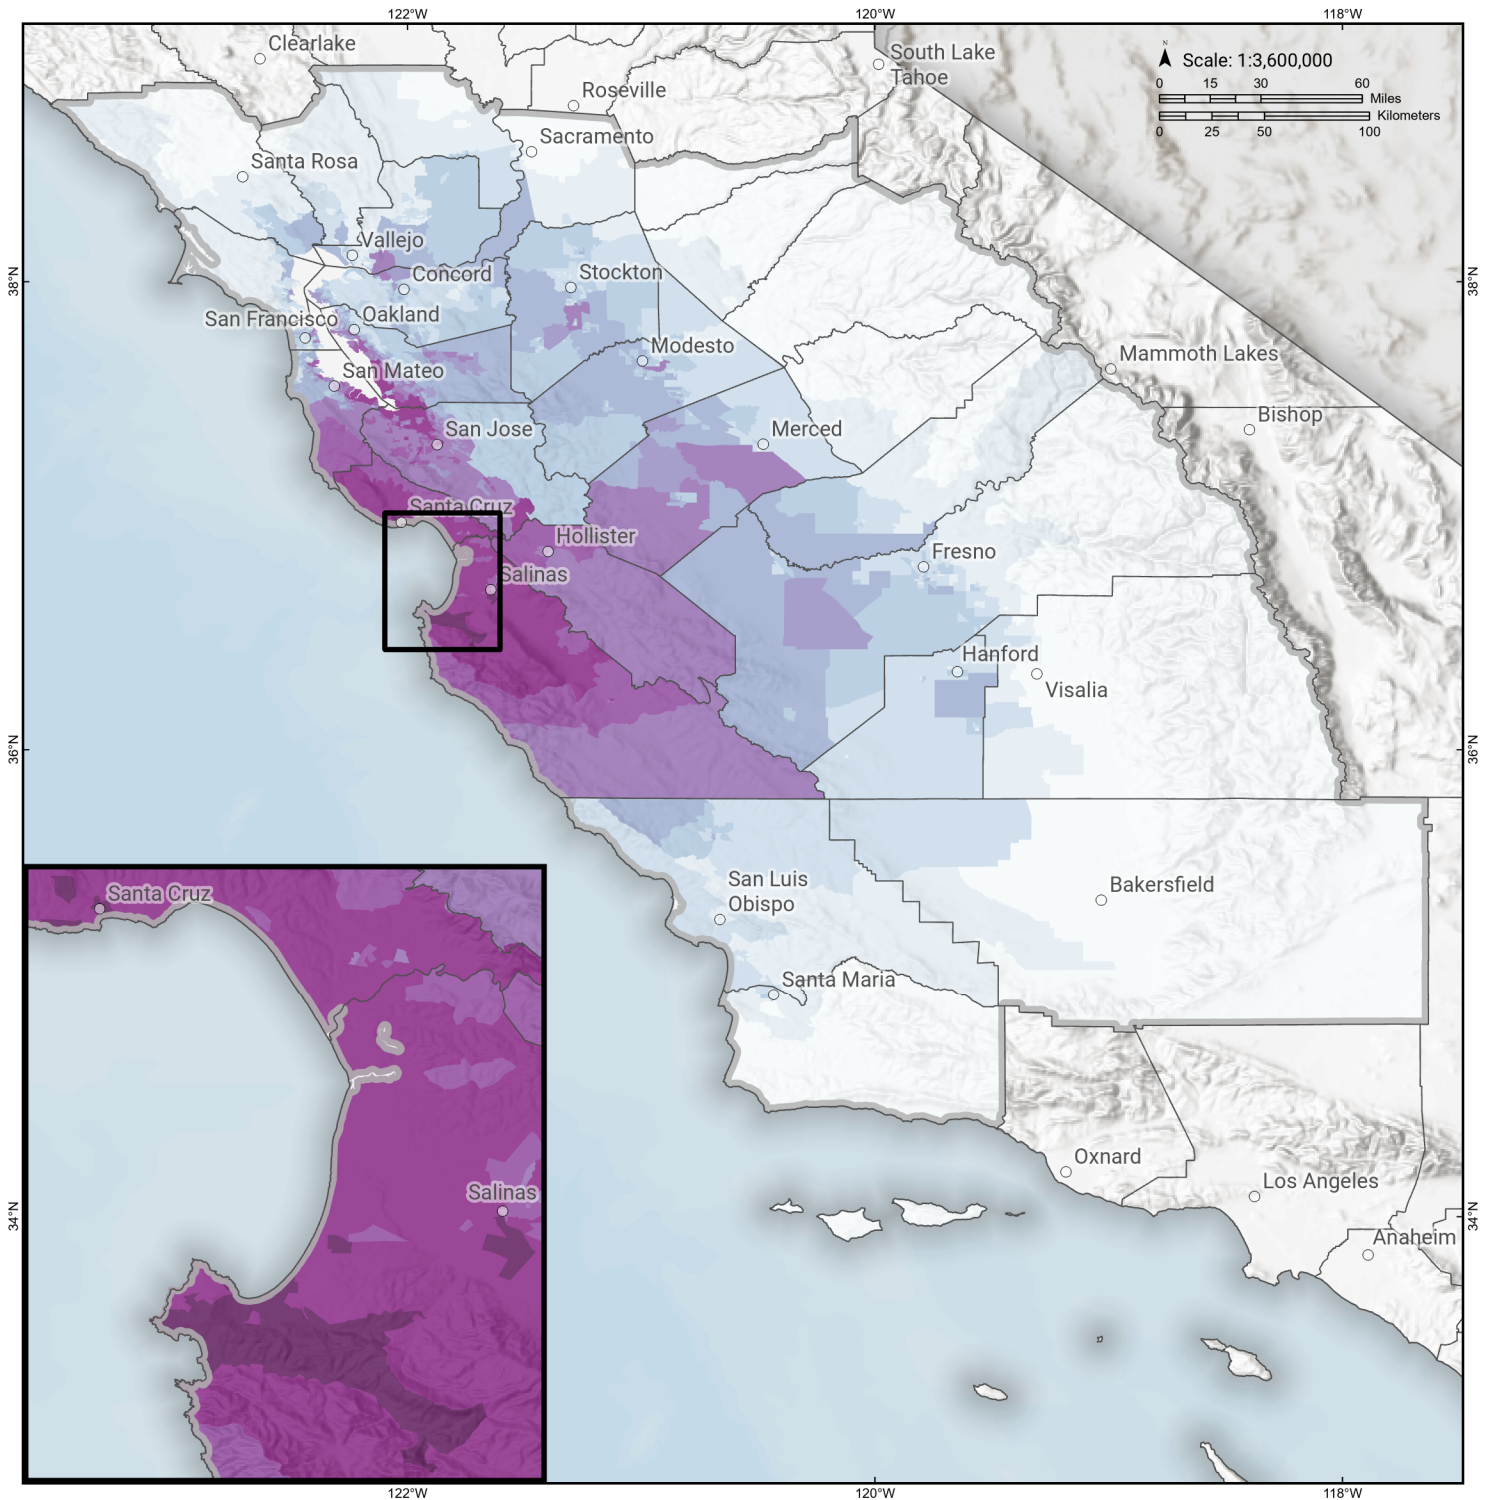 122°W
120°W
118°W
Clearlake
South Lake
Tahoe
N
Scale: 1:3,600,000
0 15 30 60
Miles
Kilometers
0 25 50 100
Roseville
Sacramento
Santa Rosa
Vallejo
38°N
38°N
Concord
Stockton
San Francisco
Oakland
Modesto
Mammoth Lakes
San Mateo
Bishop
San Jose
Merced
Santa Cruz
Hollister
Fresno
Salinas
Hanford
Visalia
36°N
36°N
San Luis
Obispo
Bakersfield
Santa Cruz
Santa Maria
Oxnard
Los Angeles
Salinas
34°N
34°N
Anaheim
122°W
120°W
118°W